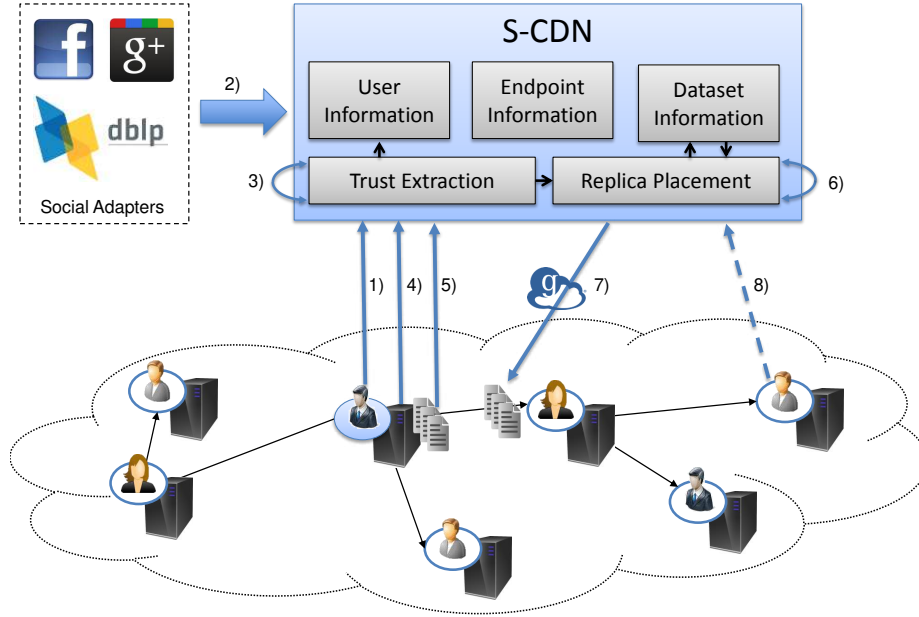 f
g+
dblp
Social Adapters
2)
S-CDN
User
Information
Endpoint
Information
Dataset
Information
3)
Trust Extraction
Replica Placement
6)
1)
4)
5)
g
7)
8)